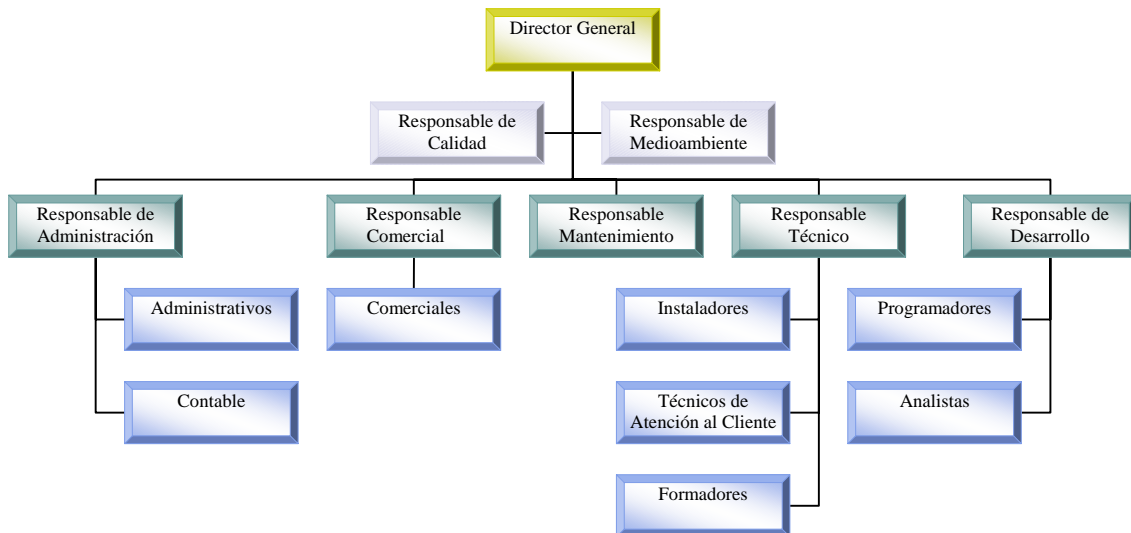 Director General
Responsable de
Calidad
Responsable de
Medioambiente
Responsable de
Administración
Responsable
Comercial
Responsable
Mantenimiento
Responsable
Técnico
Responsable de
Desarrollo
Administrativos
Comerciales
Instaladores
Programadores
Contable
Técnicos de
Atención al Cliente
Analistas
Formadores